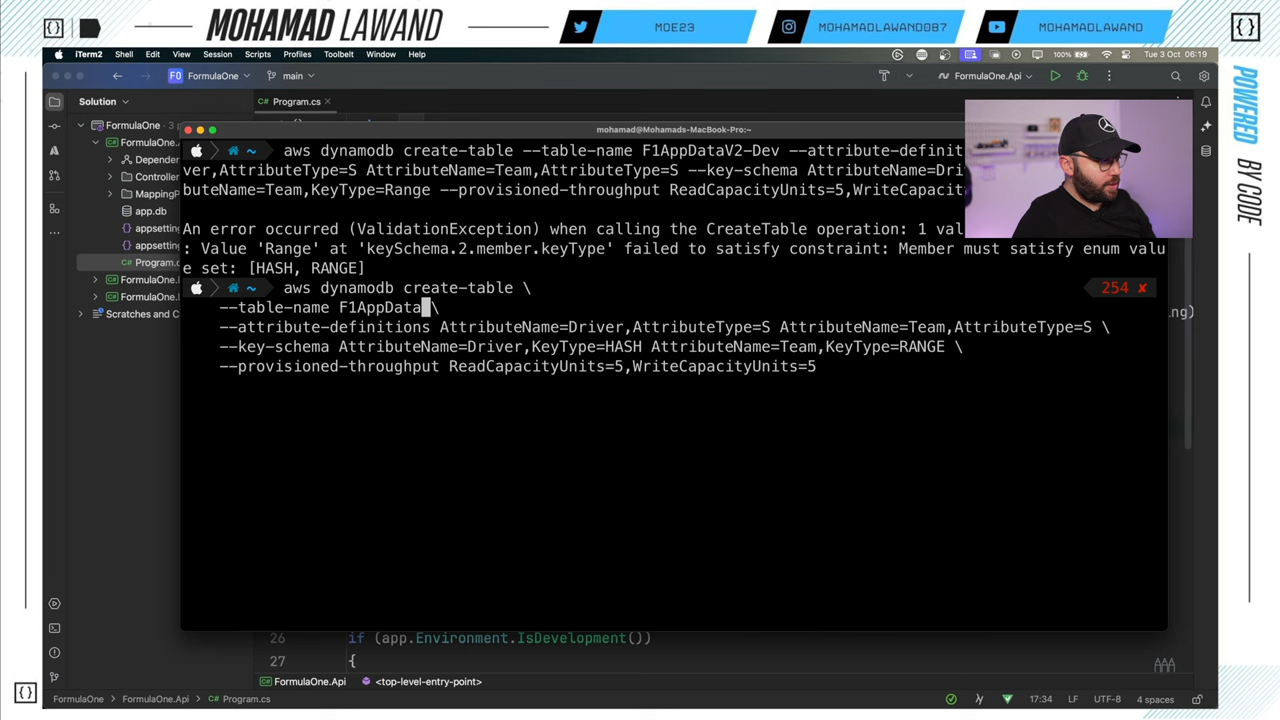 MOHAMAD LAWAND
MOE23
MOHAMADLAWAND087
MOHAMADLAWAND
iTerm2 Shell Edit View Session Scripts Profiles Toolbelt Window Help
100% Tue 3 Oct 06:19
F0 FormulaOne main
FormulaOne.Api
Solution
C# Program.cs
FormulaOne
FormulaOne.
Depender
Controller
MappingP
app.db
appsetting
appsetting
Program.c
FormulaOne.
FormulaOne.
Scratches and C
mohamad@Mohamads-MacBook-Pro:~
~ aws dynamodb create-table --table-name F1AppDataV2-Dev --attribute-definit
ver,AttributeType=S AttributeName=Team,AttributeType=S --key-schema AttributeName=Dri
buteName=Team,KeyType=Range --provisioned-throughput ReadCapacityUnits=5,WriteCapacit
An error occurred (ValidationException) when calling the CreateTable operation: 1 val
: Value 'Range' at 'keySchema.2.member.keyType' failed to satisfy constraint: Member must satisfy enum valu
e set: [HASH, RANGE]
~ aws dynamodb create-table \
254 ✘
--table-name F1AppData \
--attribute-definitions AttributeName=Driver,AttributeType=S AttributeName=Team,AttributeType=S \
--key-schema AttributeName=Driver,KeyType=HASH AttributeName=Team,KeyType=RANGE \
--provisioned-throughput ReadCapacityUnits=5,WriteCapacityUnits=5
ng)
26 if (app.Environment.IsDevelopment())
27 {
FormulaOne.Api <top-level-entry-point>
FormulaOne > FormulaOne.Api > C# Program.cs
17:34 LF UTF-8 4 spaces
POWERED
BY CODE